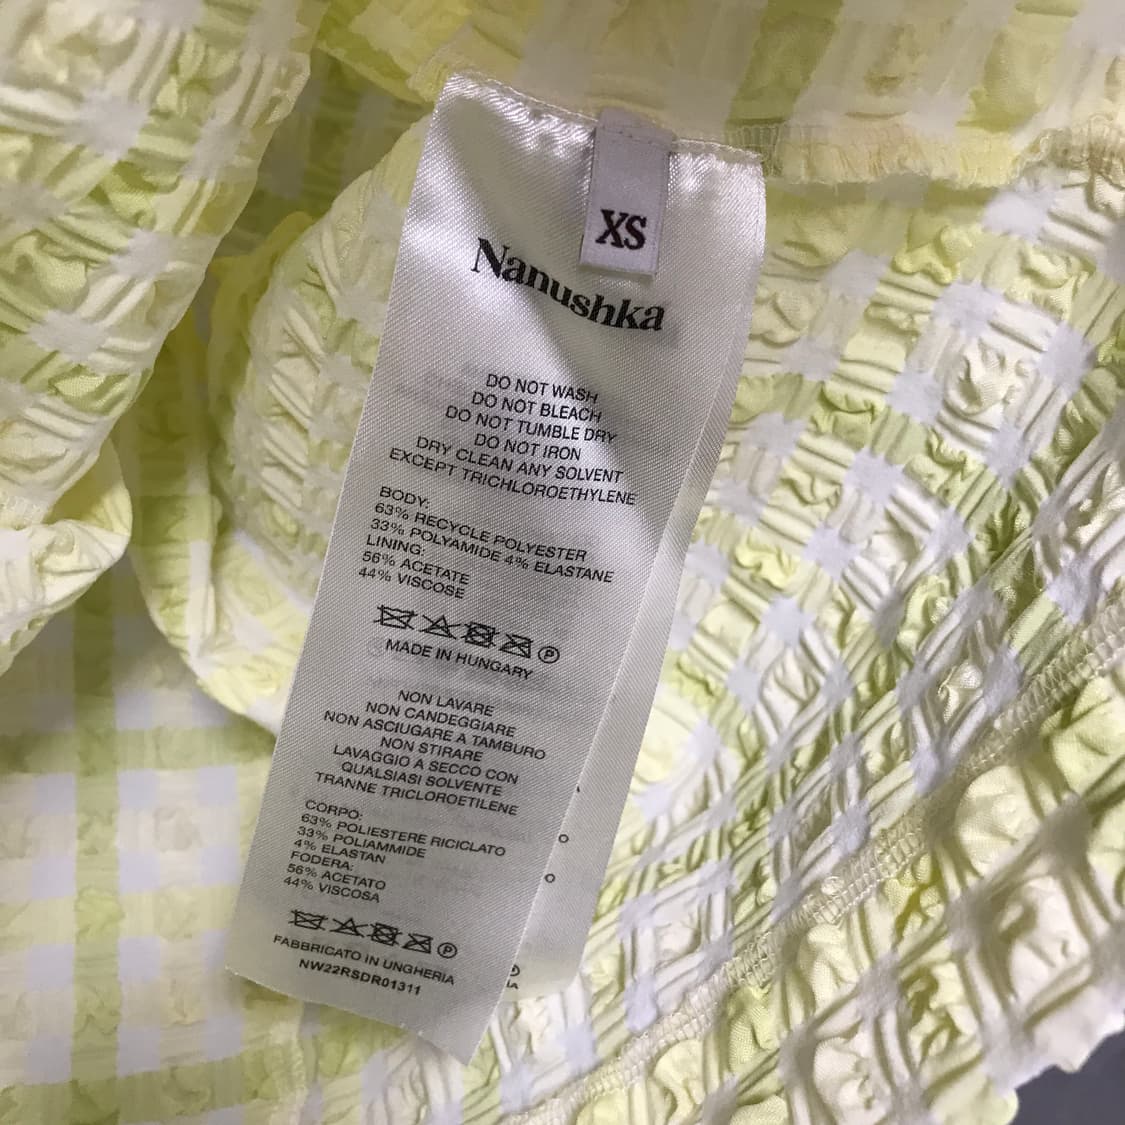 XS
Nanushka
DO NOT WASH
DO NOT BLEACH
DO NOT TUMBLE DRY
DO NOT IRON
DRY CLEAN ANY SOLVENT
EXCEPT TRICHLOROETHYLENE
BODY:
63% RECYCLE POLYESTER
33% POLYAMIDE 4% ELASTANE
LINING:
56% ACETATE
44% VISCOSE
P
MADE IN HUNGARY
NON LAVARE
NON CANDEGGIARE
NON ASCIUGARE A TAMBURO
NON STIRARE
LAVAGGIO A SECCO CON
QUALSIASI SOLVENTE
TRANNE TRICLOROETILENE
CORPO:
63% POLIESTERE RICICLATO
33% POLIAMMIDE
4% ELASTAN
FODERA:
56% ACETATO
44% VISCOSA
P
FABBRICATO IN UNGHERIA
NW22RSDR01311